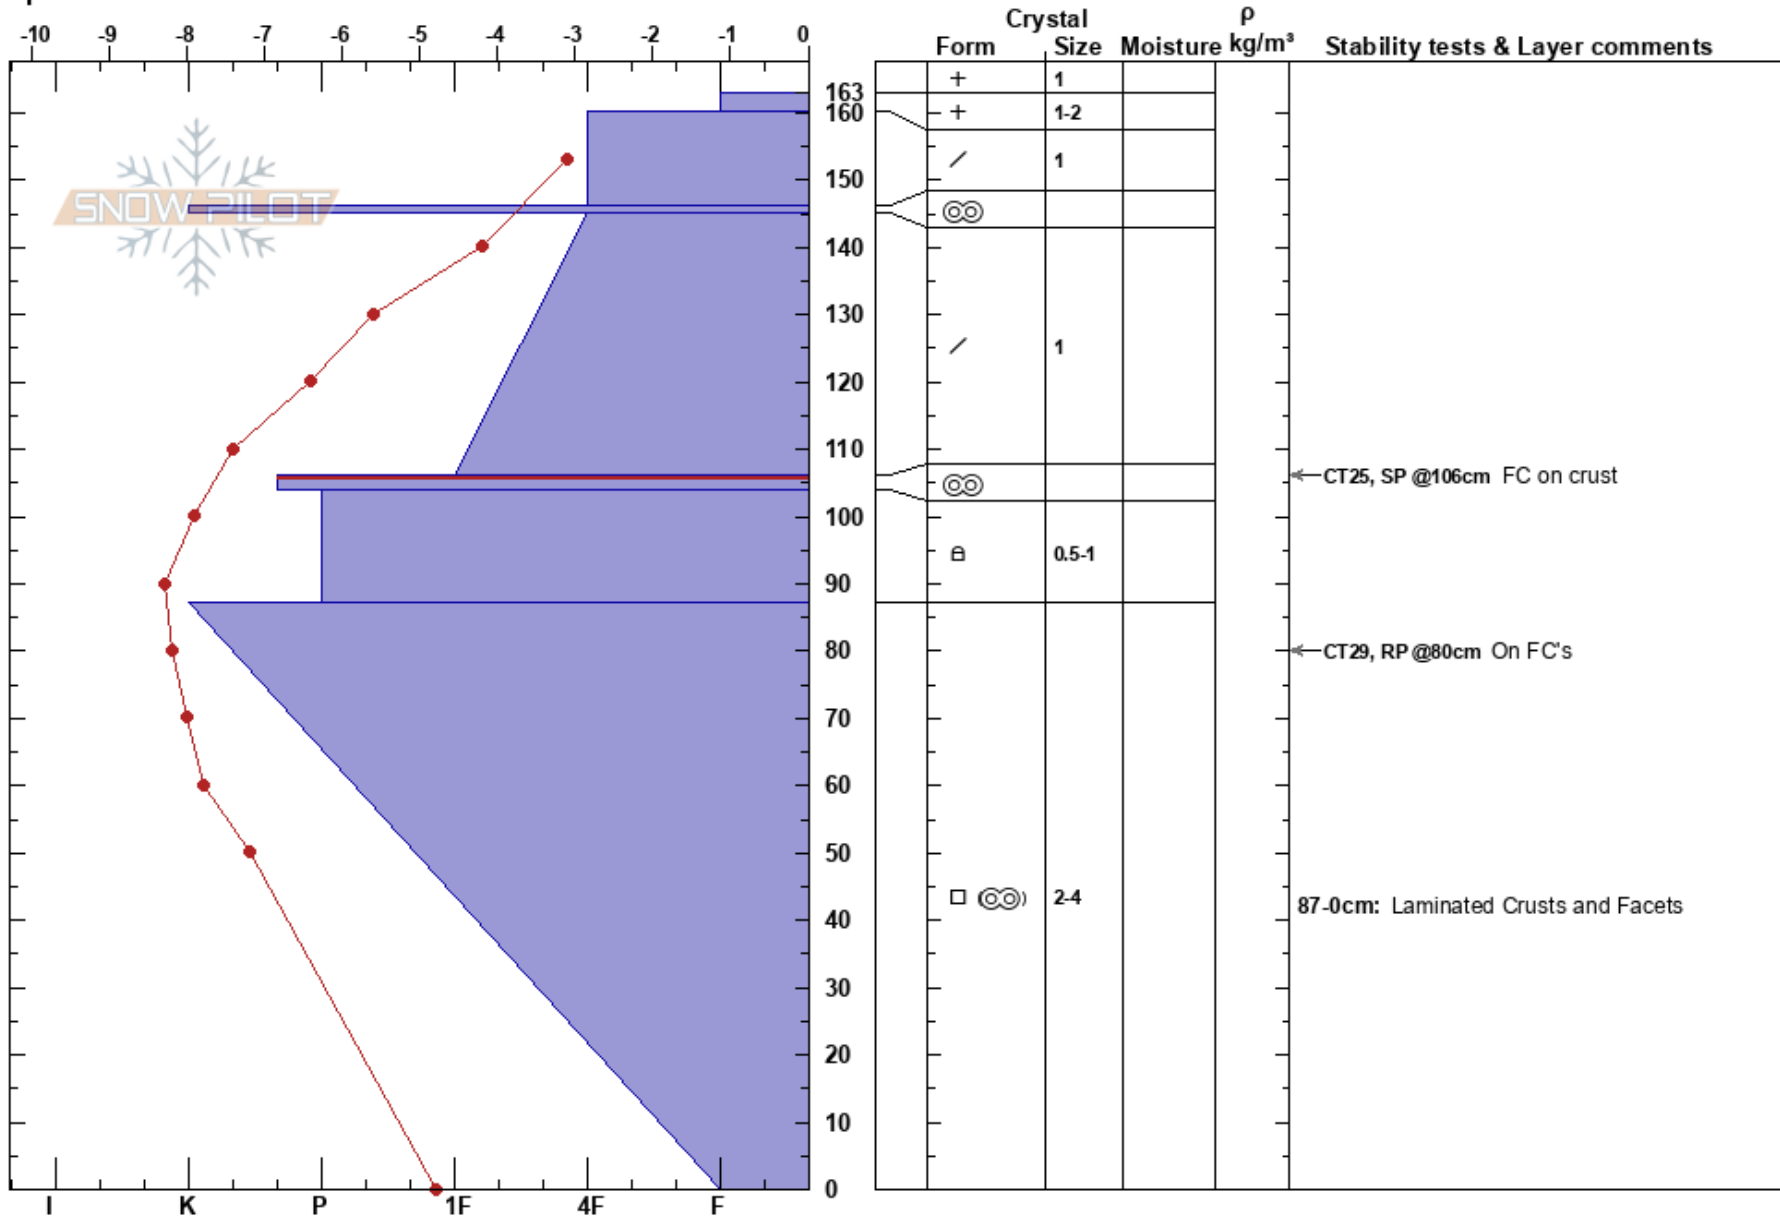 Crystal ρ
-10 -9 -8 -7 -6 -5 -4 -3 -2 -1 0 Form Size Moisture kg/m³ Stability tests & Layer comments
163 + 1
160 + 1-2
150 1
140
130
120 1
110
CT25, SP @106cm FC on crust
100
90 0.5-1
80 CT29, RP @80cm On FC's
70
60
50
40 2-4 87-0cm: Laminated Crusts and Facets
30
20
10
0
I K P 1F 4F F
SNOW PILOT